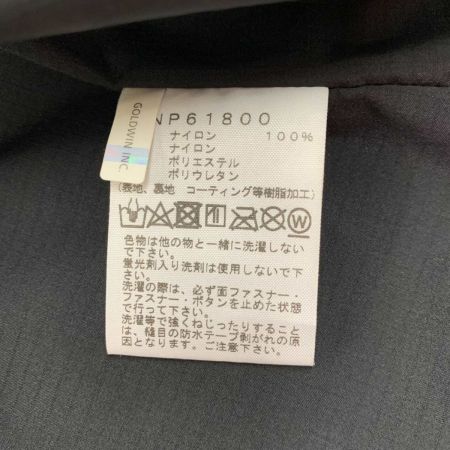 GOLDWIN INC.
NP61800
ナイロン 100%
ナイロン
ポリエステル
ポリウレタン
(表地、裏地 コーティング等樹脂加工)
色物は他の物と一緒に洗濯しない
で下さい。
蛍光剤入り洗剤は使用しないで下
さい。
洗濯の際は、必ず面ファスナー・
ファスナー・ボタンを止めた状態
で行って下さい。
洗濯等で強くねじったりすること
は、縫目の防水テープ剥がれの原
因となります。ご注意下さい。